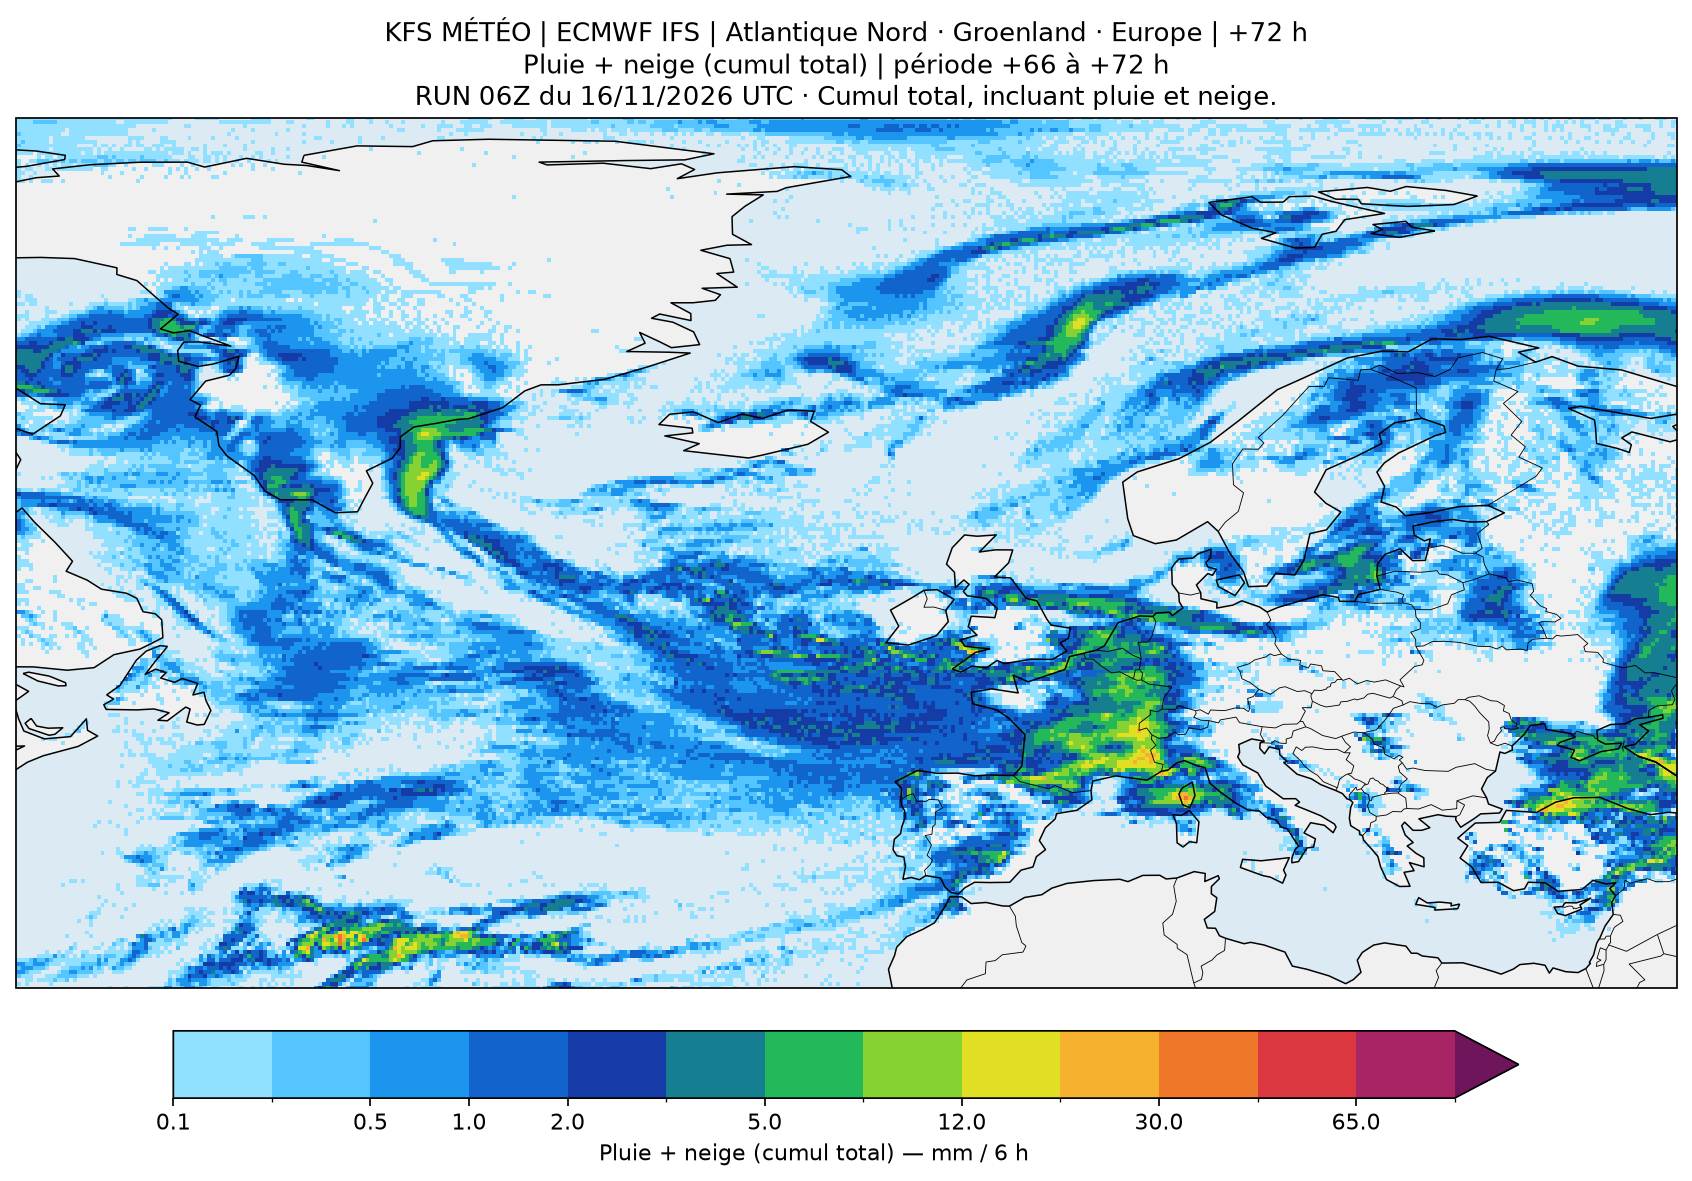 KFS MÉTÉO | ECMWF IFS | Atlantique Nord · Groenland · Europe | +72 h
Pluie + neige (cumul total) | période +66 à +72 h
RUN 06Z du 16/11/2026 UTC · Cumul total, incluant pluie et neige.
0.1 0.5 1.0 2.0 5.0 12.0 30.0 65.0
Pluie + neige (cumul total) — mm / 6 h